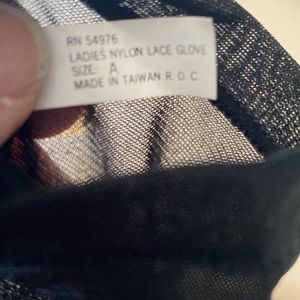 RN 54976
LADIES NYLON LACE GLOVE
SIZE: A
MADE IN TAIWAN R. O. C.